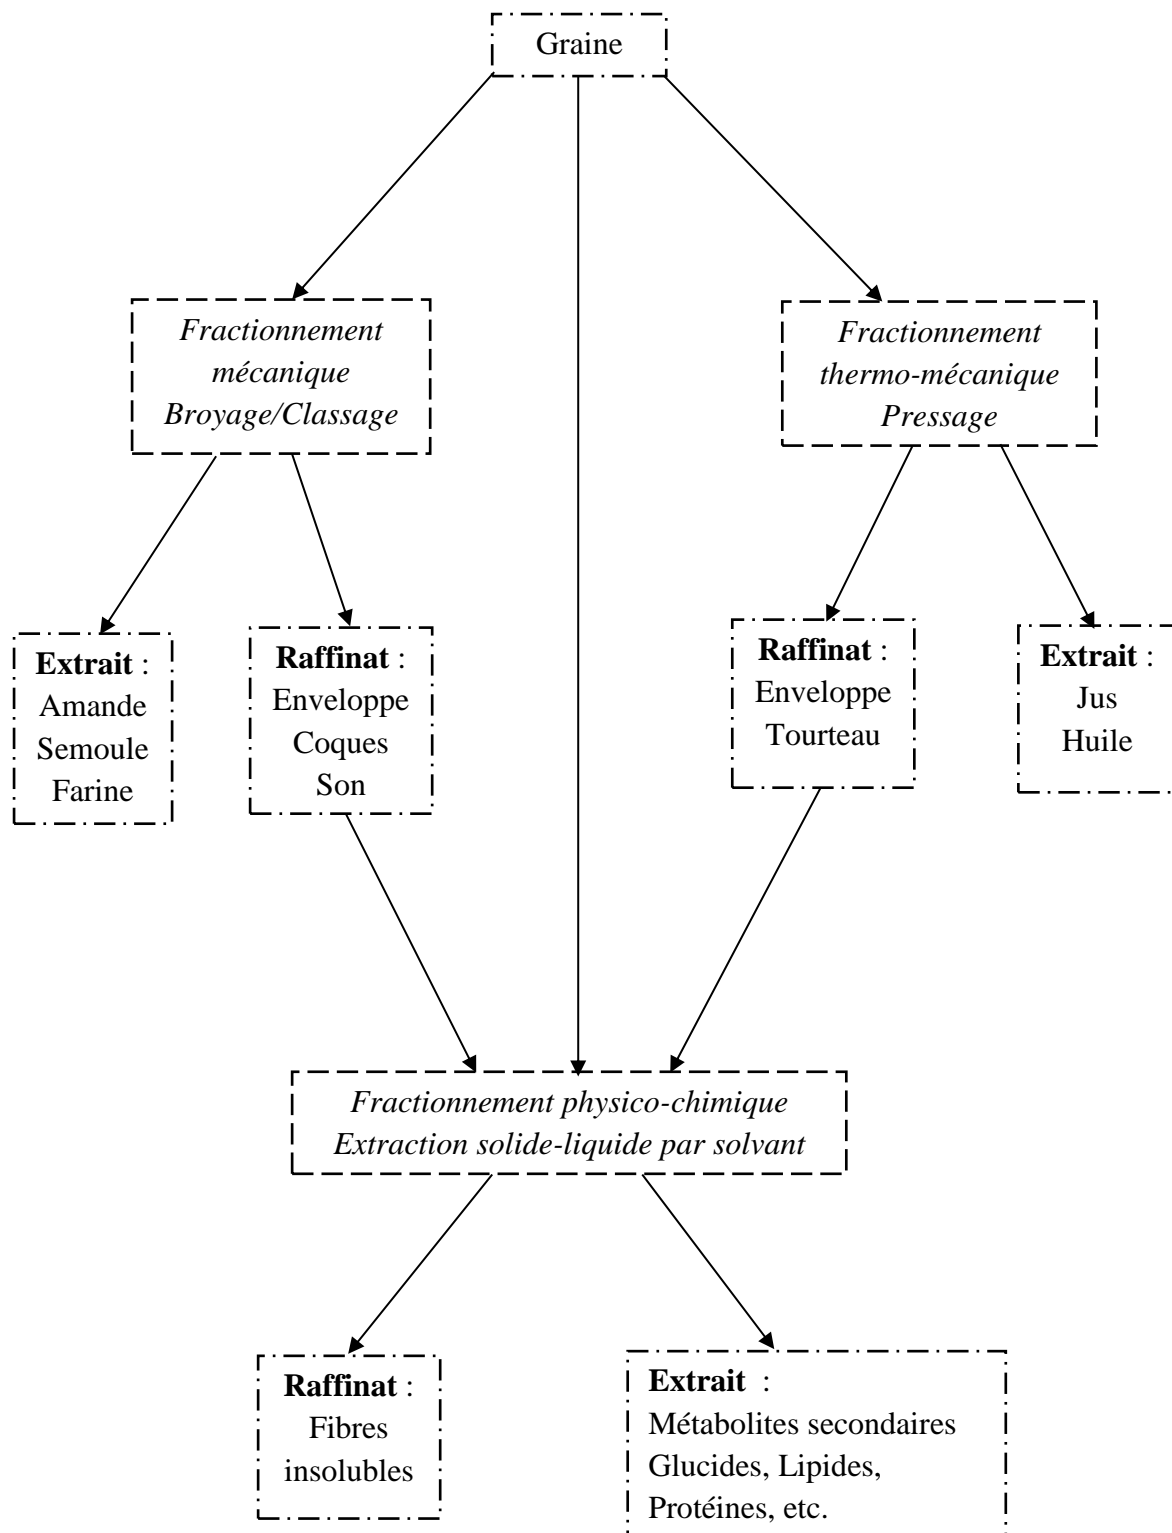 Graine
Fractionnement
mécanique
Broyage/Classage
Fractionnement
thermo-mécanique
Pressage
Extrait :
Amande
Semoule
Farine
Raffinat :
Enveloppe
Coques
Son
Raffinat :
Enveloppe
Tourteau
Extrait :
Jus
Huile
Fractionnement physico-chimique
Extraction solide-liquide par solvant
Raffinat :
Fibres
insolubles
Extrait  :
Métabolites secondaires
Glucides, Lipides,
Protéines, etc.